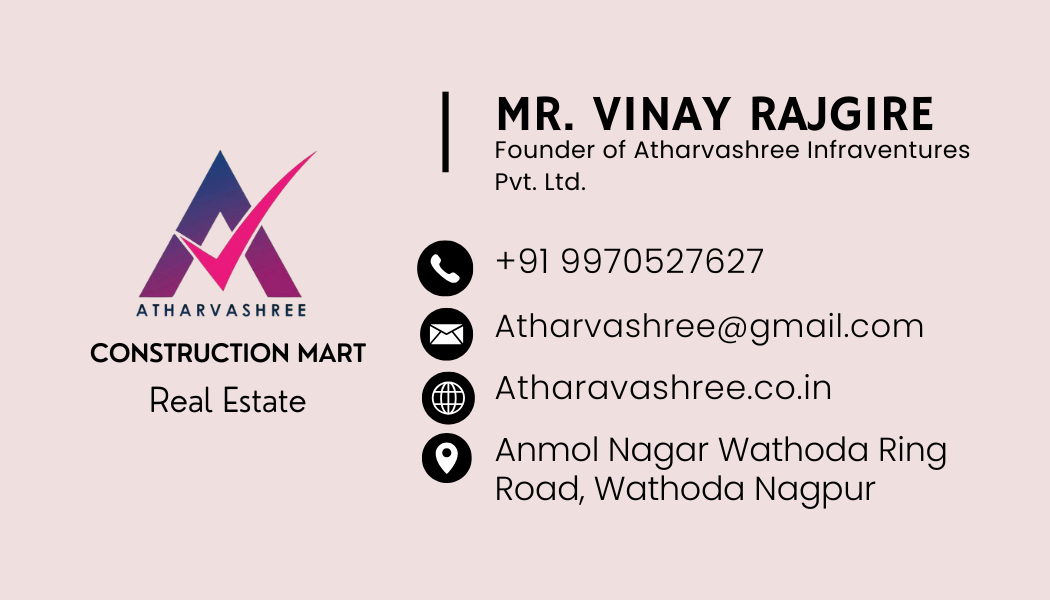 ATHARVASHREE
CONSTRUCTION MART
Real Estate
MR. VINAY RAJGIRE
Founder of Atharvashree Infraventures
Pvt. Ltd.
+91 9970527627
Atharvashree@gmail.com
Atharavashree.co.in
Anmol Nagar Wathoda Ring
Road, Wathoda Nagpur